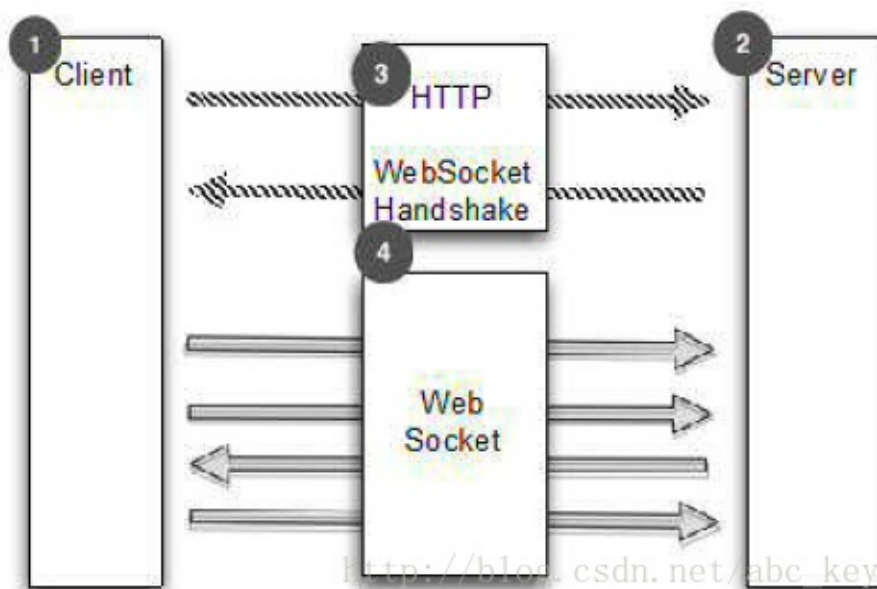 1
Client
2
Server
3
HTTP
WebSocket
Handshake
4
Web
Socket
http://blog.csdn.net/abc_key